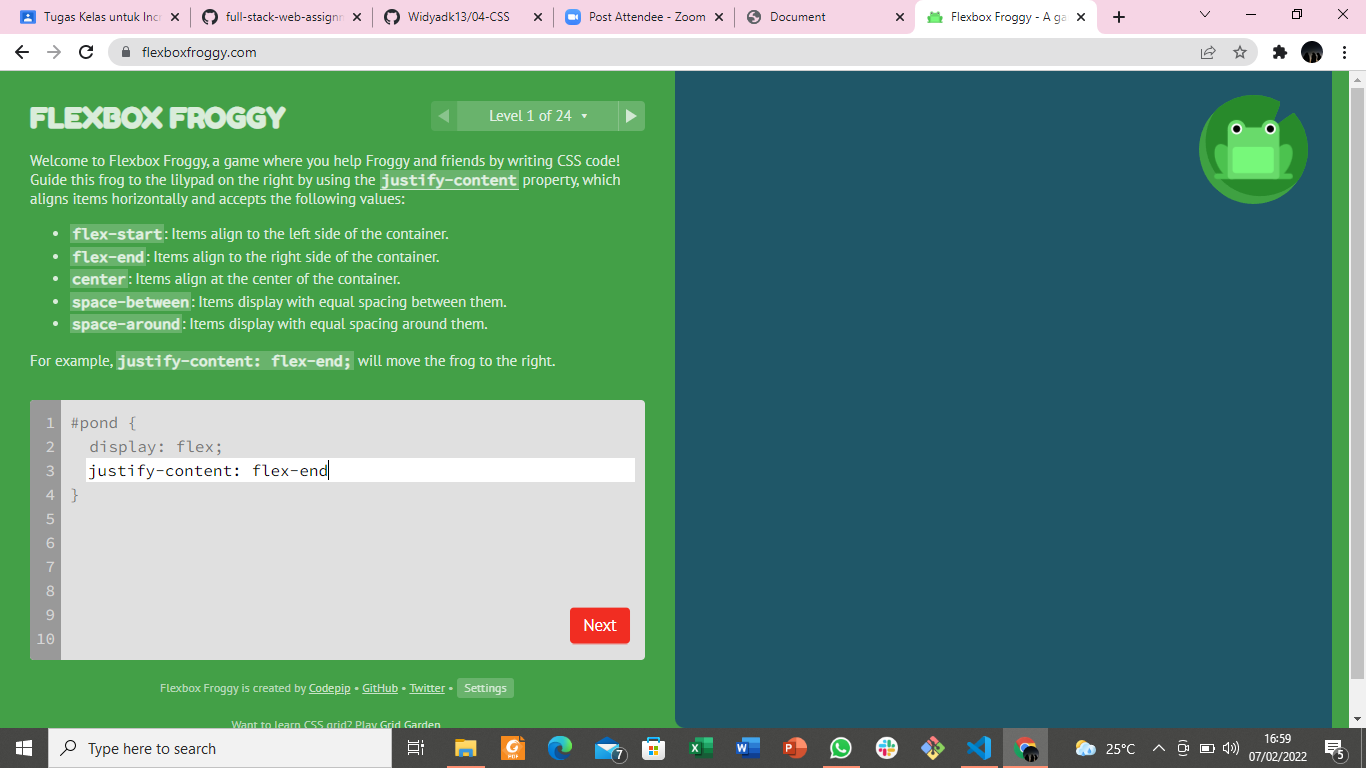 Tugas Kelas untuk Inc
full-stack-web-assignm
Widyadk13/04-CSS
Post Attendee - Zoom
Document
Flexbox Froggy - A ga
flexboxfroggy.com
FLEXBOX FROGGY
Level 1 of 24
Welcome to Flexbox Froggy, a game where you help Froggy and friends by writing CSS code!
Guide this frog to the lilypad on the right by using the justify-content property, which
aligns items horizontally and accepts the following values:
• flex-start: Items align to the left side of the container.
• flex-end: Items align to the right side of the container.
• center: Items align at the center of the container.
• space-between: Items display with equal spacing between them.
• space-around: Items display with equal spacing around them.
For example, justify-content: flex-end; will move the frog to the right.
1 #pond {
2 display: flex;
3 justify-content: flex-end
4 }
5
6
7
8
9
10
Next
Flexbox Froggy is created by Codepip • GitHub • Twitter • Settings
Want to learn CSS grid? Play Grid Garden
Type here to search
7
25°C
16:59
07/02/2022
5